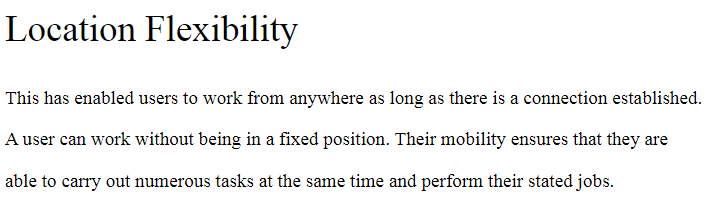 Location Flexibility
This has enabled users to work from anywhere as long as there is a connection established.
A user can work without being in a fixed position. Their mobility ensures that they are
able to carry out numerous tasks at the same time and perform their stated jobs.